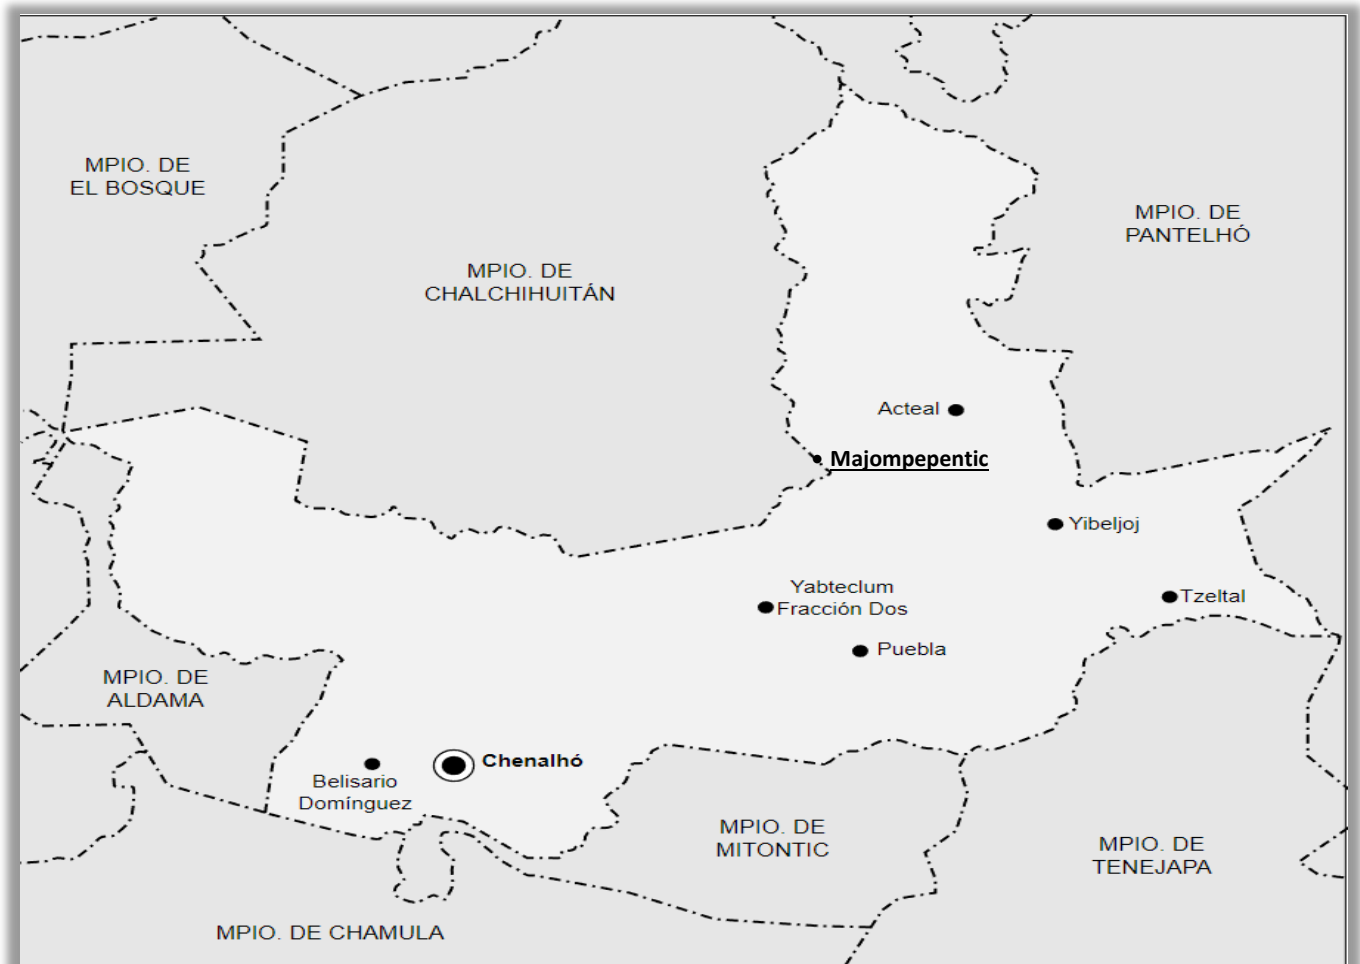 MPIO. DE
EL BOSQUE
MPIO. DE
PANTELHÓ
MPIO. DE
CHALCHIHUITÁN
Acteal
Majompepentic
Yibeljoj
Yabteclum
Fracción Dos
Tzeltal
Puebla
MPIO. DE
ALDAMA
Chenalhó
Belisario
Domínguez
MPIO. DE
MITONTIC
MPIO. DE
TENEJAPA
MPIO. DE CHAMULA